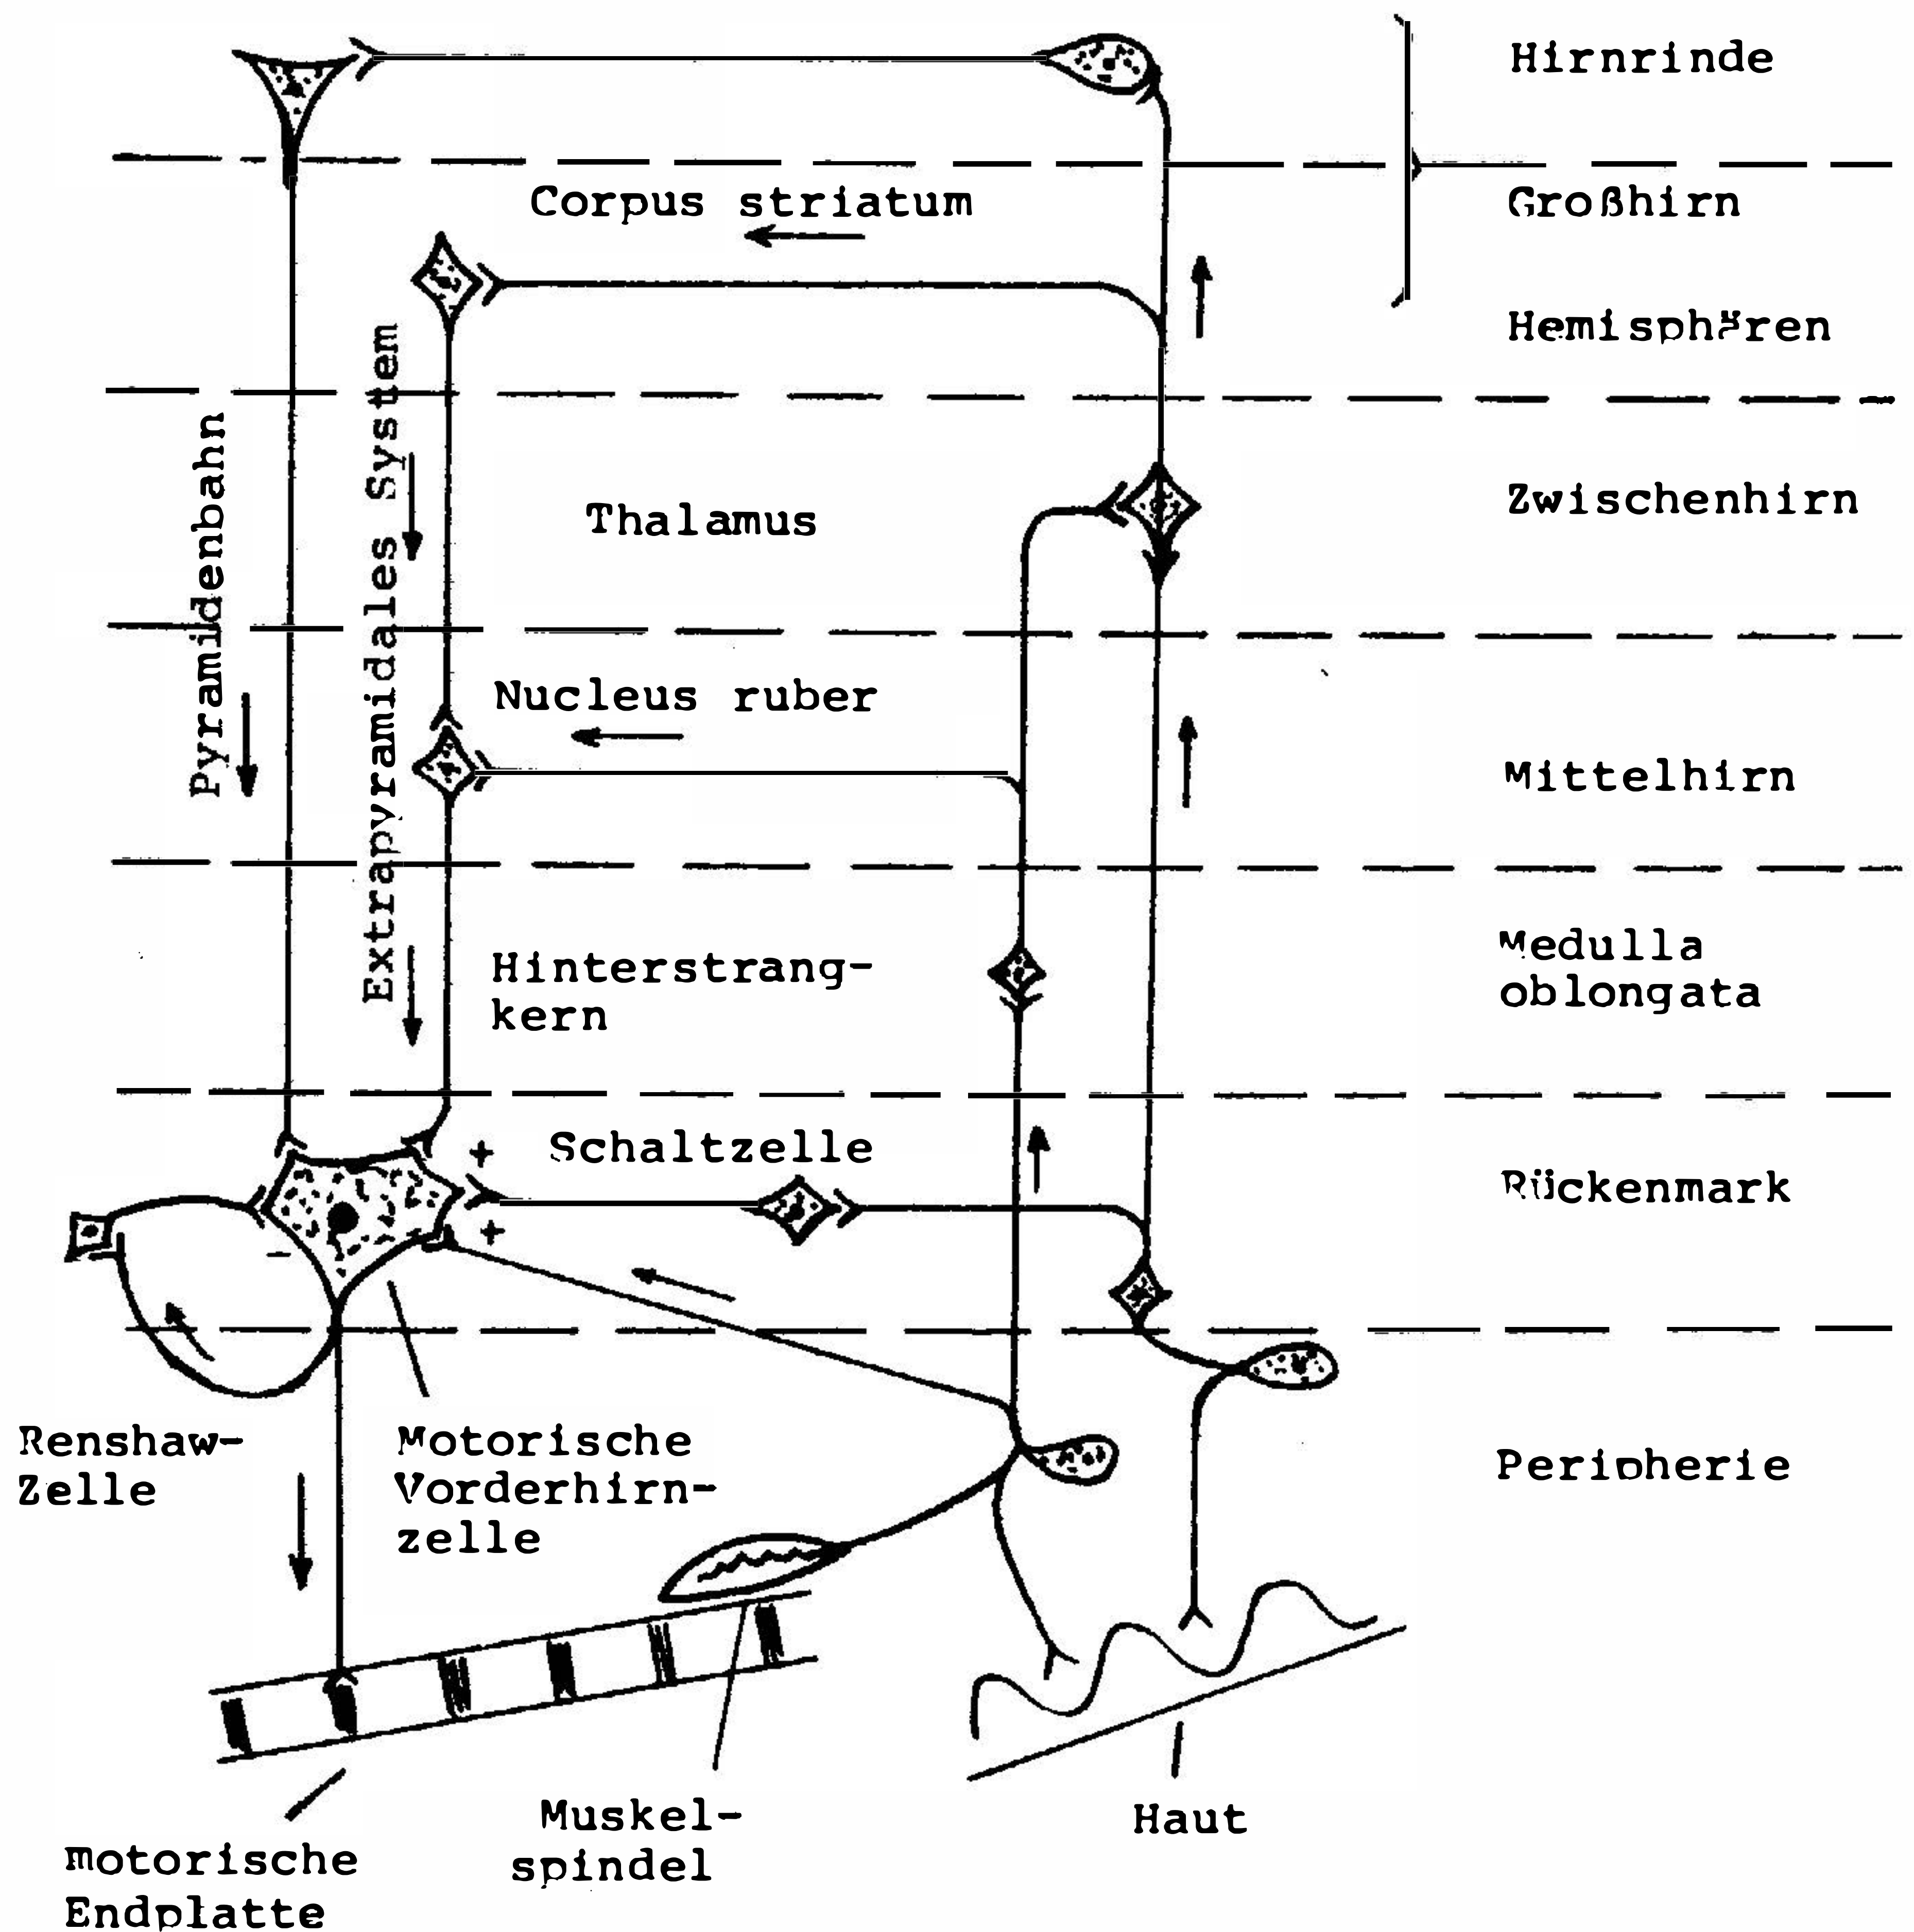 Hirnrinde
Corpus striatum
Großhirn
Hemisphären
Pyramidenbahn
Extrapyramidales System
Thalamus
Zwischenhirn
Nucleus ruber
Mittelhirn
Hinterstrang-
kern
Medulla
oblongata
+
Schaltzelle
Rückenmark
+
-
Renshaw-
Zelle
Motorische
Vorderhirn-
zelle
Peripherie
Muskel-
spindel
Haut
motorische
Endplatte